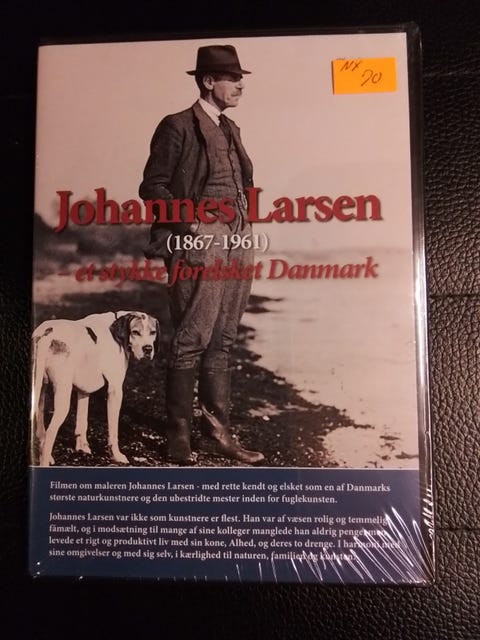 NX
70
Johannes Larsen
(1867-1961)
– et stykke forelsket Danmark
Filmen om maleren Johannes Larsen - med rette kendt og elsket som en af Danmarks
største naturkunstnere og den ubestridte mester inden for fuglekunsten.
Johannes Larsen var ikke som kunstnere er flest. Han var af væsen rolig og temmelig
fåmælt, og i modsætning til mange af sine kolleger manglede han aldrig penge, men
levede et rigt og produktivt liv med sin kone, Alhed, og deres to drenge. I harmoni med
sine omgivelser og med sig selv, i kærlighed til naturen, familien og kunsten.